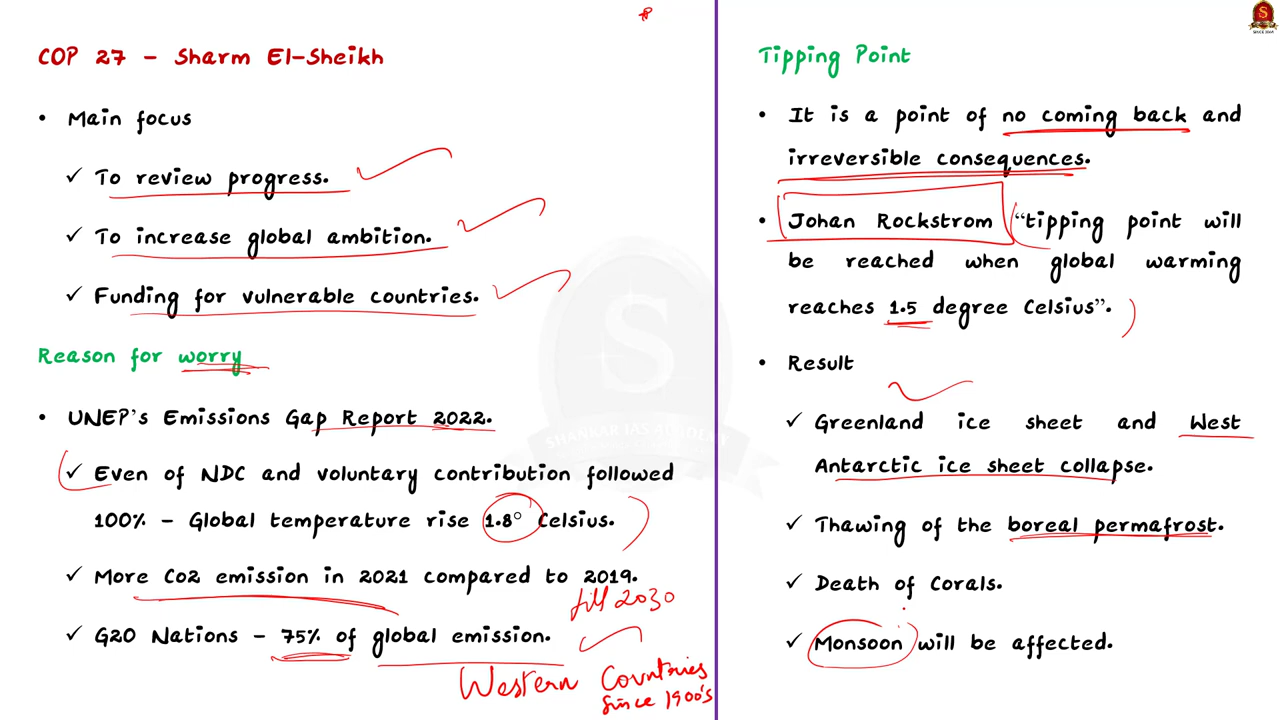 COP 27 - Sharm El-Sheikh
• Main focus
✓ To review progress.
✓ To increase global ambition.
✓ Funding for vulnerable countries.
Reason for worry
• UNEP's Emissions Gap Report 2022.
✓ Even of NDC and voluntary contribution followed
100% - Global temperature rise 1.8° Celsius.
✓ More Co2 emission in 2021 compared to 2019.
till 2030
✓ G20 Nations - 75% of global emission.
Western Countries
since 1900's
Tipping Point
• It is a point of no coming back and
irreversible consequences.
• Johan Rockstrom "tipping point will
be reached when global warming
reaches 1.5 degree Celsius".
• Result
✓ Greenland ice sheet and West
Antarctic ice sheet collapse.
✓ Thawing of the boreal permafrost.
✓ Death of Corals.
✓ Monsoon will be affected.
S
SHANKAR IAS ACADEMY
S